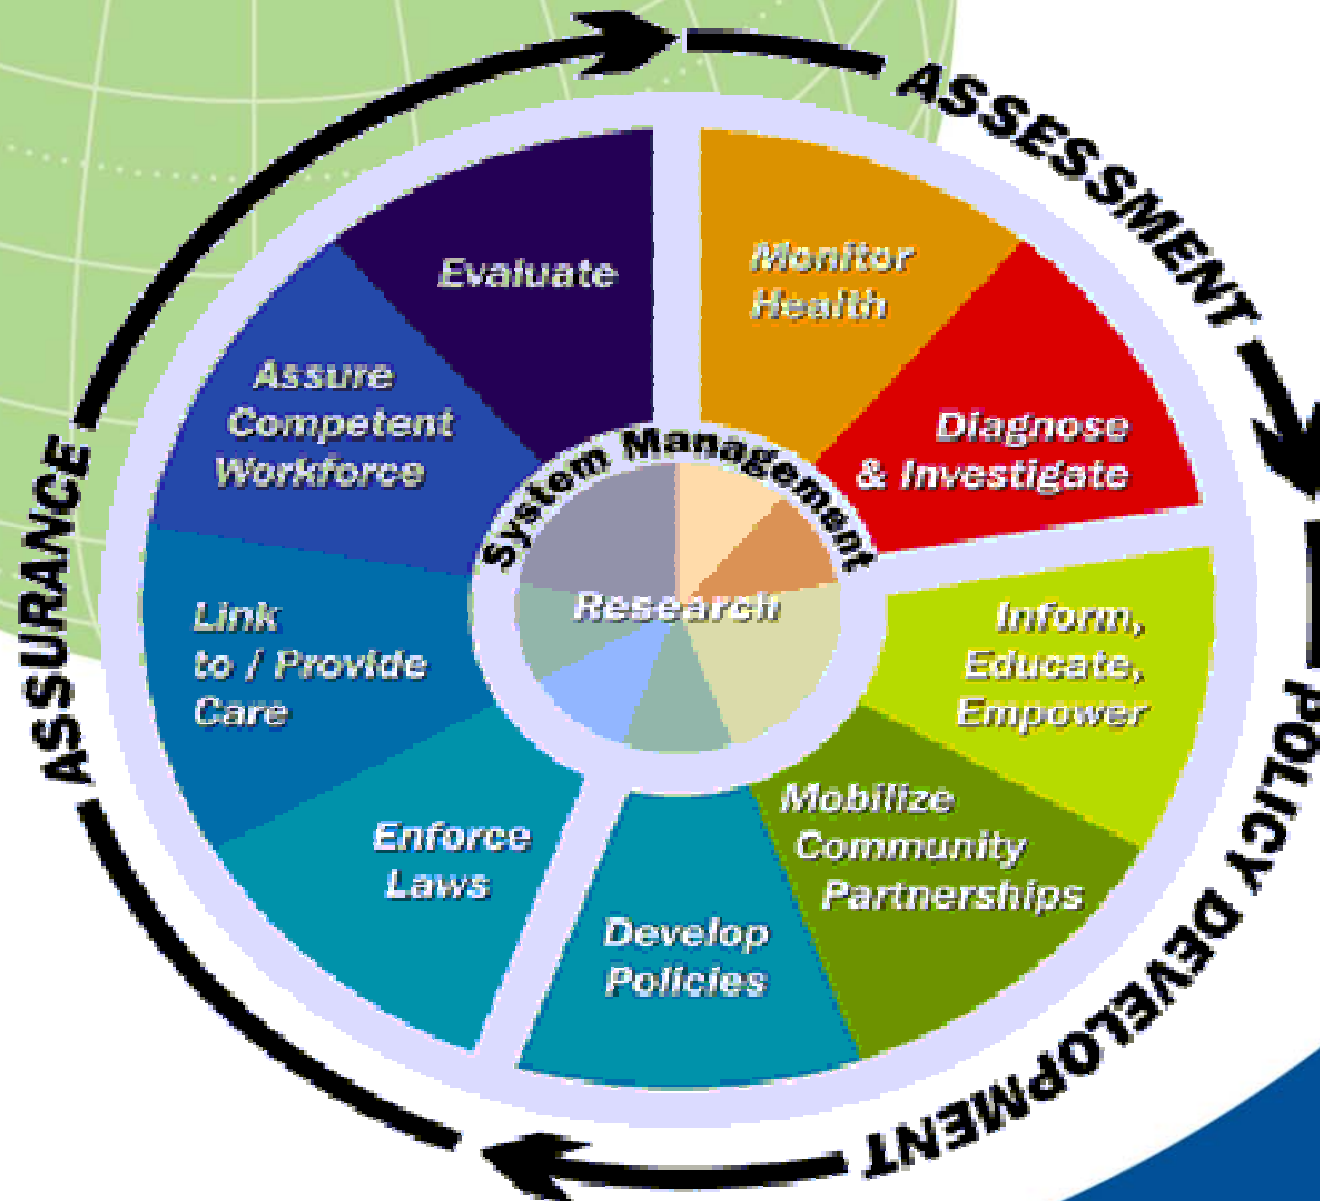 ASSESSMENT
Monitor
Health
Diagnose
& Investigate
POLICY DEVELOPMENT
Inform,
Educate,
Empower
Mobilize
Community
Partnerships
Develop
Policies
ASSURANCE
Enforce
Laws
Link
to / Provide
Care
Assure
Competent
Workforce
Evaluate
System Management
Research